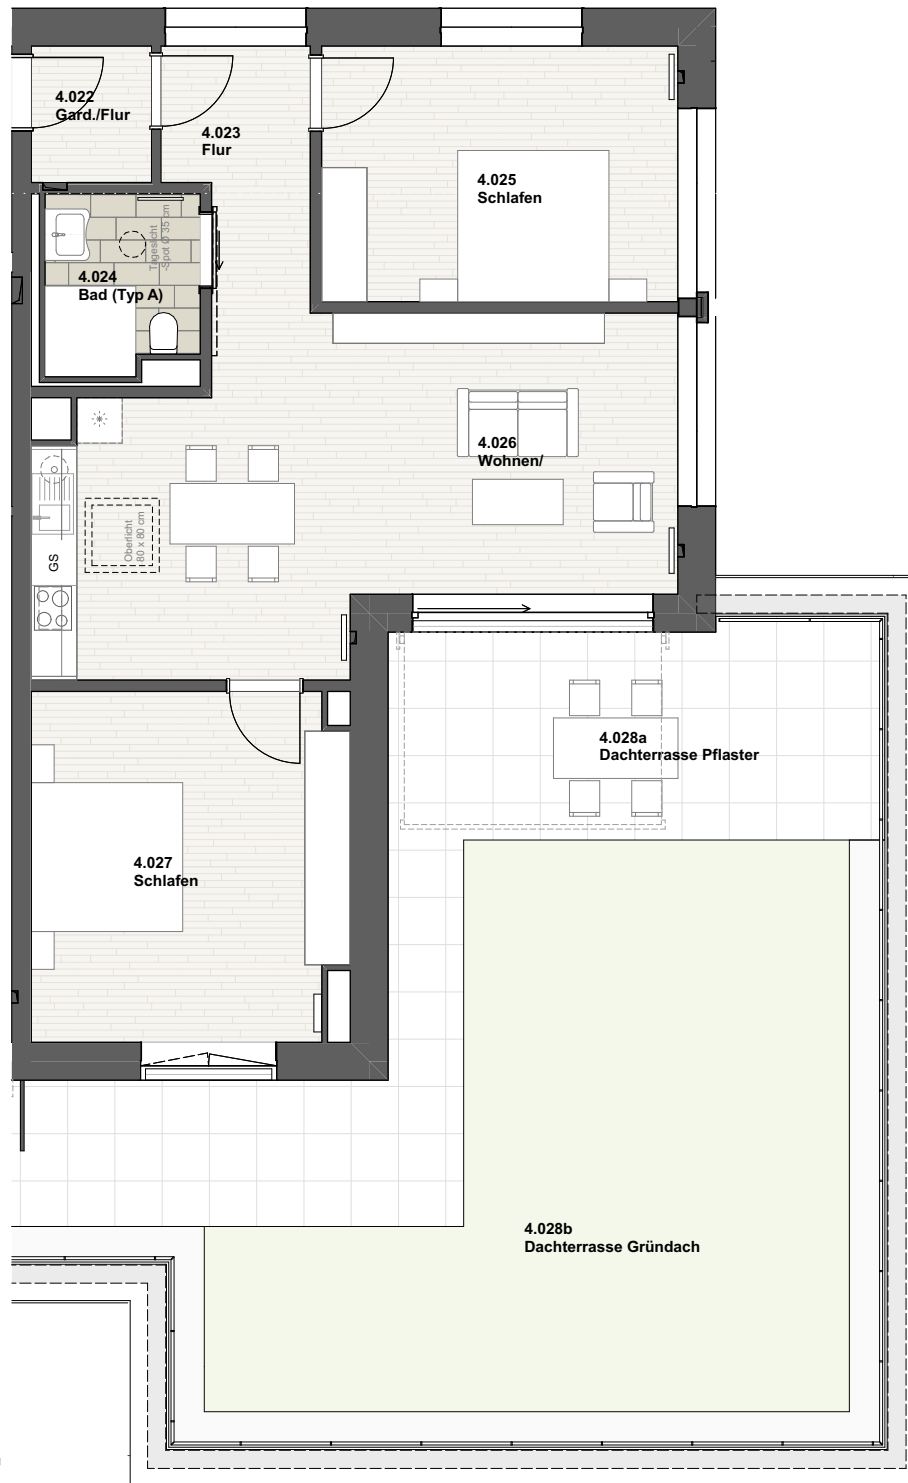 4.022
Gard./Flur
4.023
Flur
4.025
Schlafen
Tageslicht
-Spot Ø 35 cm
4.024
Bad (Typ A)
4.026
Wohnen/
Oberlicht
80 x 80 cm
GS
4.028a
Dachterrasse Pflaster
4.027
Schlafen
4.028b
Dachterrasse Gründach